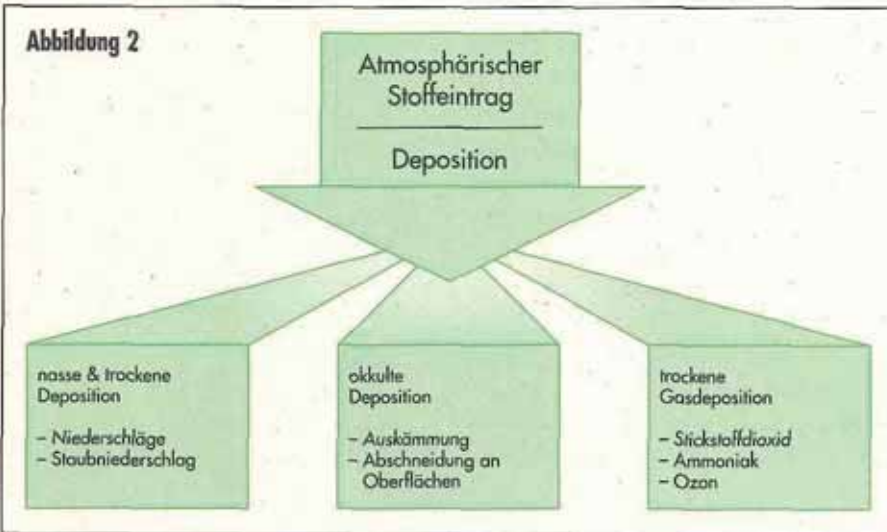 Abbildung 2
Atmosphärischer
Stoffeintrag
Deposition
nasse & trockene
Deposition
– Niederschläge
– Staubniederschlag
okkulte
Deposition
– Auskämmung
– Abschneidung an
Oberflächen
trockene
Gasdeposition
– Stickstoffdioxid
– Ammoniak
– Ozon